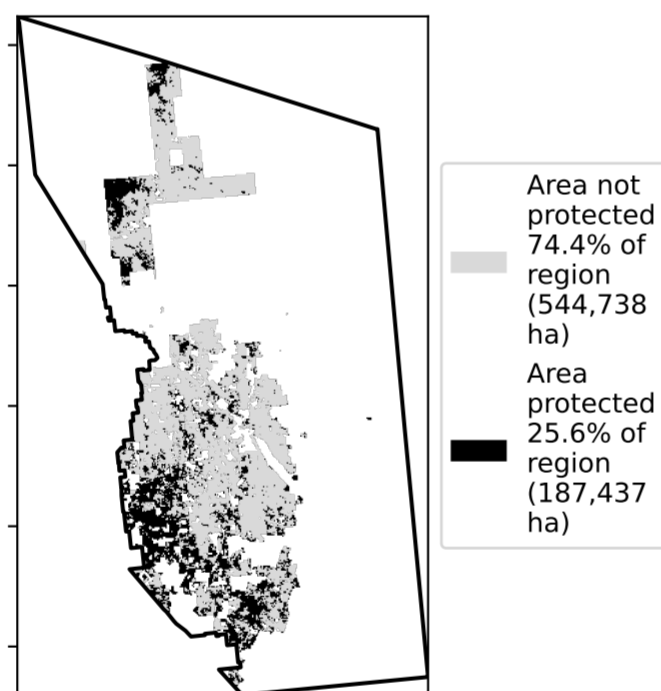 Area not
protected
74.4% of
region
(544,738
ha)
Area
protected
25.6% of
region
(187,437
ha)